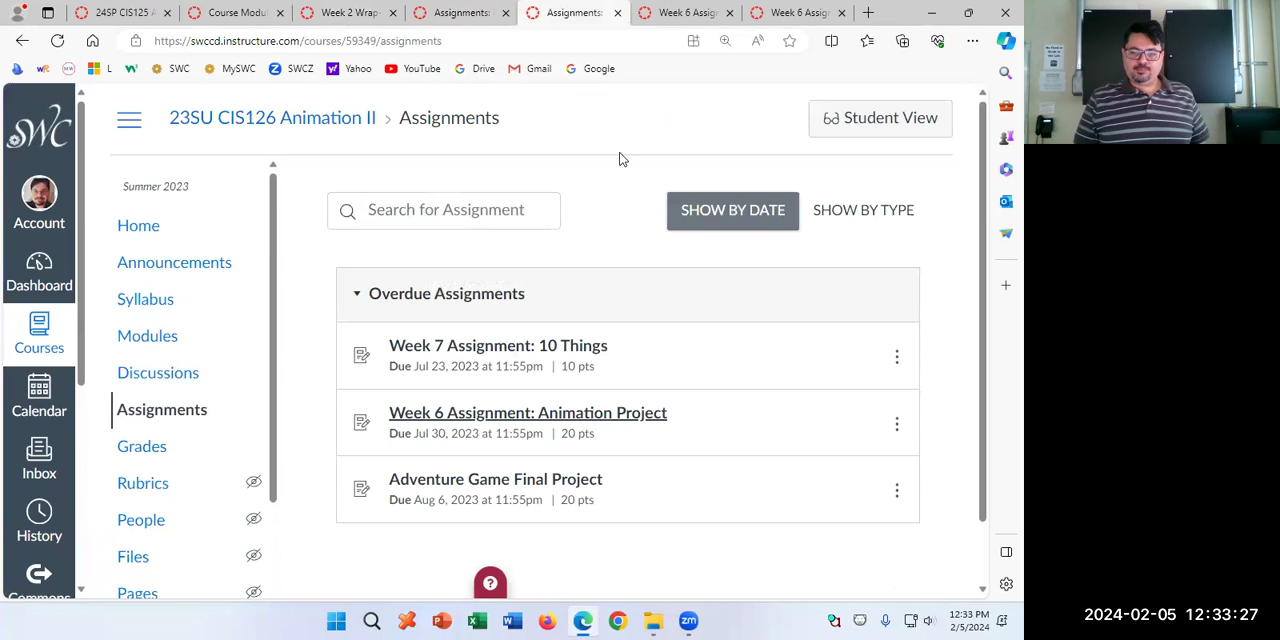 24SP CIS125 A
Course Modul
Week 2 Wrap-
Assignments:
Assignments:
Week 6 Assig
Week 6 Assig
https://swccd.instructure.com/courses/59349/assignments
L
SWC
MySWC
SWCZ
Yahoo
YouTu
Drive
Gmail
Google
SWC
23SU CIS126 Animation II › Assignments
Student View
Summer 2023
Search for Assignment
SHOW BY DATE
SHOW BY TYPE
Account
Dashboard
Courses
Calendar
Inbox
History
Commons
Home
Announcements
Syllabus
Modules
Discussions
Assignments
Grades
Rubrics
People
Files
Pages
Overdue Assignments
Week 7 Assignment: 10 Things
Due Jul 23, 2023 at 11:55pm | 10 pts
Week 6 Assignment: Animation Project
Due Jul 30, 2023 at 11:55pm | 20 pts
Adventure Game Final Project
Due Aug 6, 2023 at 11:55pm | 20 pts
12:33 PM
2/5/2024
2024-02-05 12:33:27